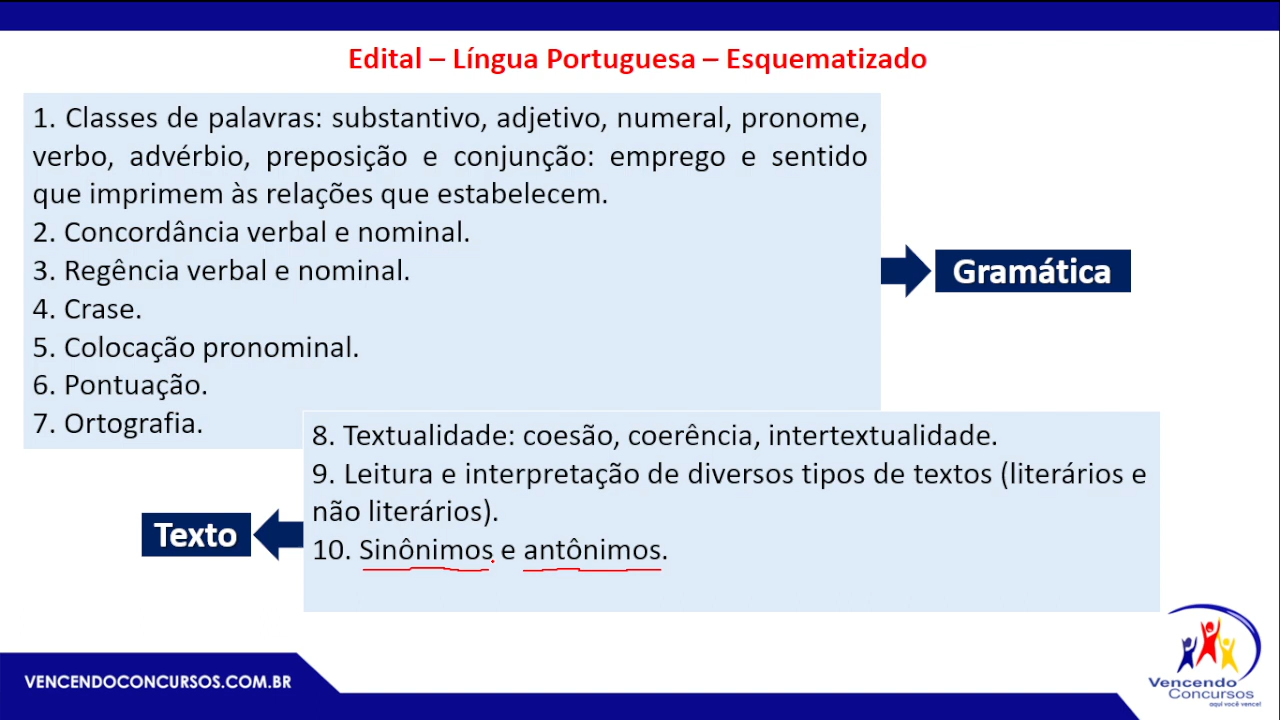 Edital – Língua Portuguesa – Esquematizado
1. Classes de palavras: substantivo, adjetivo, numeral, pronome,
verbo, advérbio, preposição e conjunção: emprego e sentido
que imprimem às relações que estabelecem.
2. Concordância verbal e nominal.
3. Regência verbal e nominal.
4. Crase.
5. Colocação pronominal.
6. Pontuação.
7. Ortografia.
Gramática
8. Textualidade: coesão, coerência, intertextualidade.
9. Leitura e interpretação de diversos tipos de textos (literários e
não literários).
10. Sinônimos e antônimos.
Texto
VENCENDOCONCURSOS.COM.BR
Vencendo
Concursos
aqui você vence!